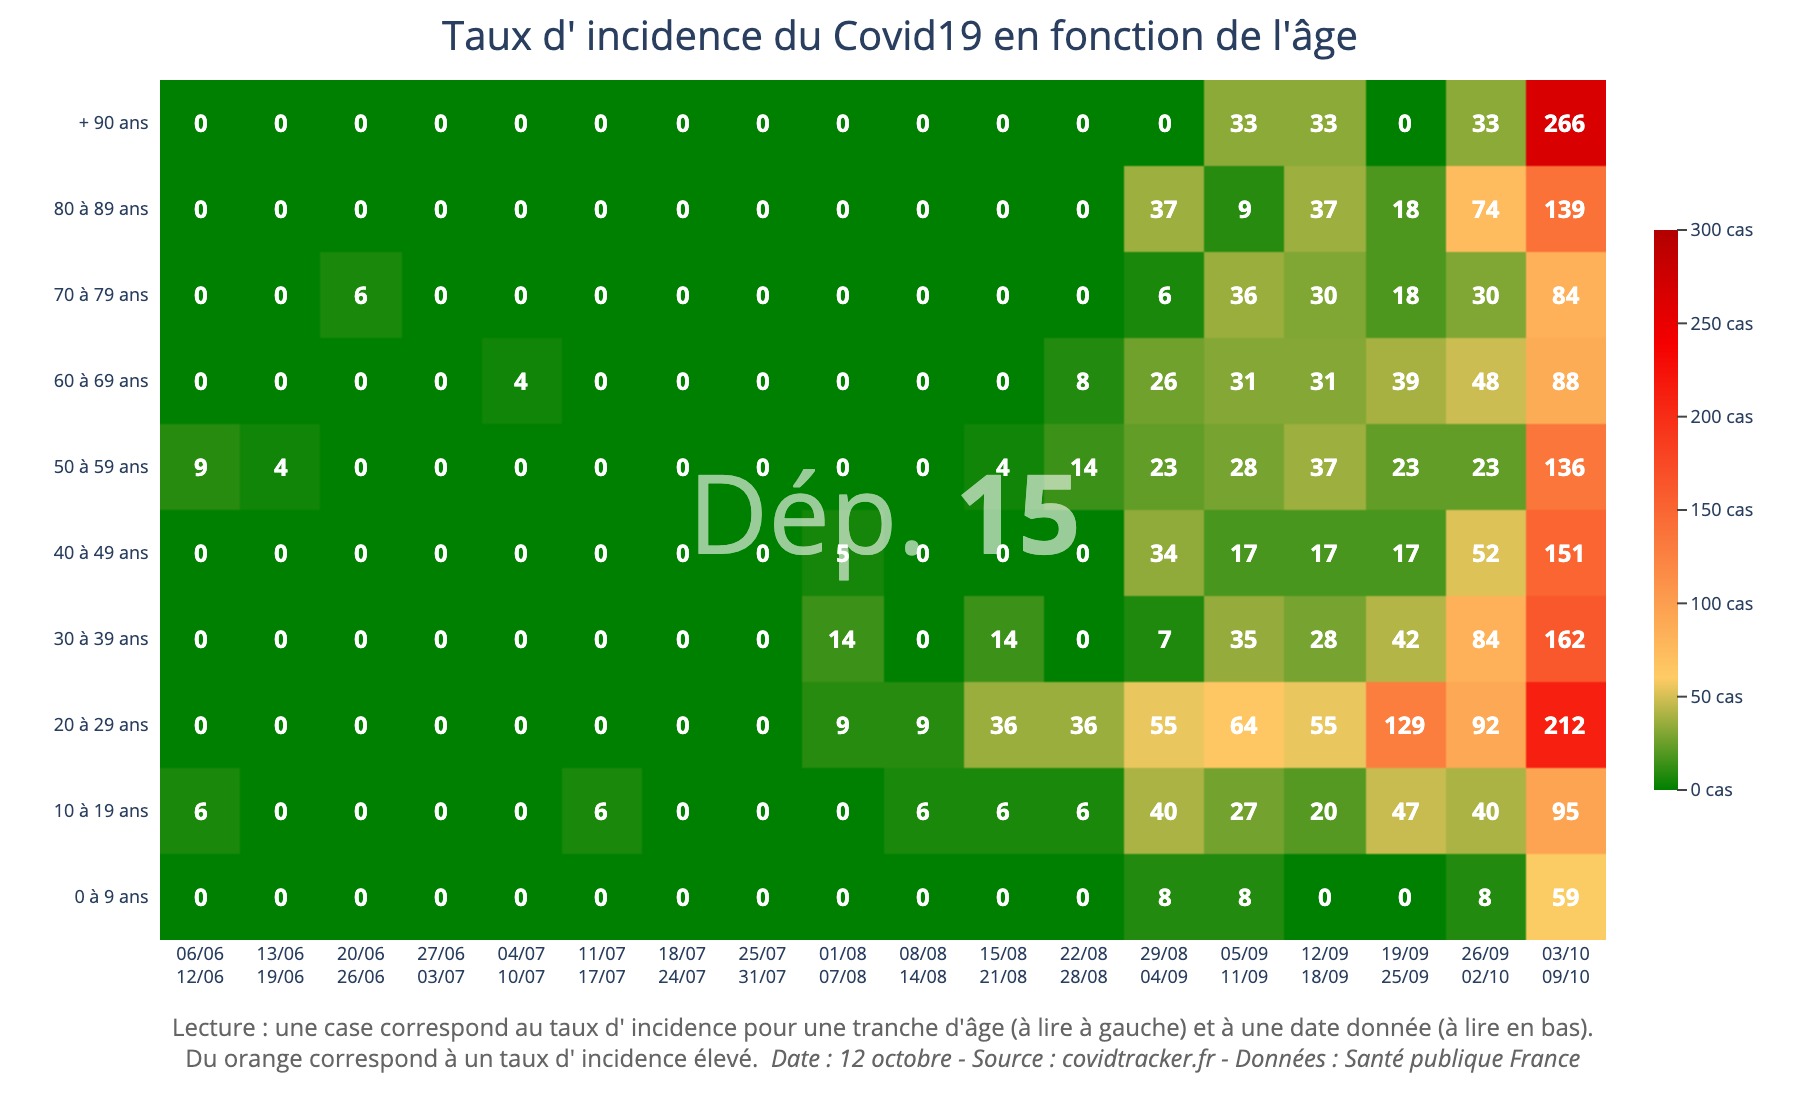 Taux d' incidence du Covid19 en fonction de l'âge
+ 90 ans 0 0 0 0 0 0 0 0 0 0 0 0 0 33 33 0 33 266
80 à 89 ans 0 0 0 0 0 0 0 0 0 0 0 0 37 9 37 18 74 139
70 à 79 ans 0 0 6 0 0 0 0 0 0 0 0 0 6 36 30 18 30 84
60 à 69 ans 0 0 0 0 4 0 0 0 0 0 0 8 26 31 31 39 48 88
50 à 59 ans 9 4 0 0 0 0 0 0 0 0 4 14 23 28 37 23 23 136
Dép. 15
40 à 49 ans 0 0 0 0 0 0 0 0 5 0 0 0 34 17 17 17 52 151
30 à 39 ans 0 0 0 0 0 0 0 0 14 0 14 0 7 35 28 42 84 162
20 à 29 ans 0 0 0 0 0 0 0 0 9 9 36 36 55 64 55 129 92 212
10 à 19 ans 6 0 0 0 0 6 0 0 0 6 6 6 40 27 20 47 40 95
0 à 9 ans 0 0 0 0 0 0 0 0 0 0 0 0 8 8 0 0 8 59
06/06 13/06 20/06 27/06 04/07 11/07 18/07 25/07 01/08 08/08 15/08 22/08 29/08 05/09 12/09 19/09 26/09 03/10
12/06 19/06 26/06 03/07 10/07 17/07 24/07 31/07 07/08 14/08 21/08 28/08 04/09 11/09 18/09 25/09 02/10 09/10
300 cas
250 cas
200 cas
150 cas
100 cas
50 cas
0 cas
Lecture : une case correspond au taux d' incidence pour une tranche d'âge (à lire à gauche) et à une date donnée (à lire en bas).
Du orange correspond à un taux d' incidence élevé. Date : 12 octobre - Source : covidtracker.fr - Données : Santé publique France